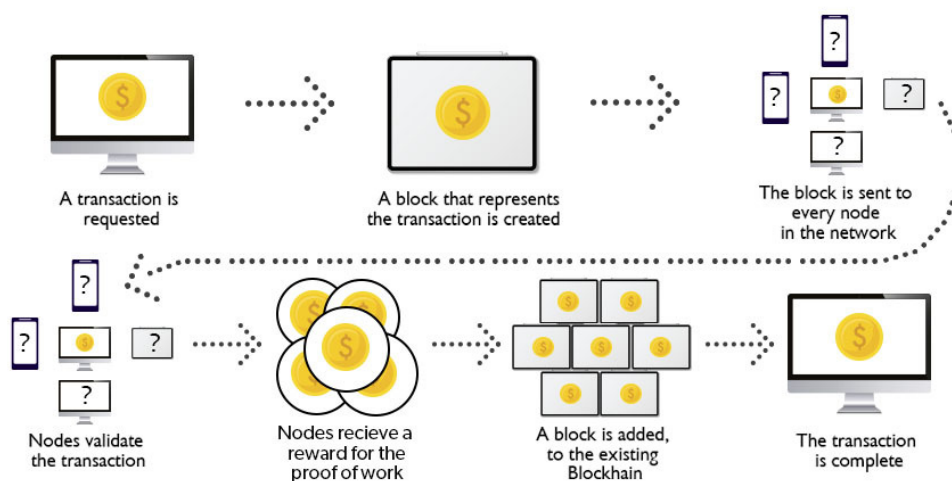 ?
?
$
?
$
$
?
A transaction is
requested
A block that represents
the transaction is created
The block is sent to
every node
in the network
?
?
$
?
?
$
$
$
$
$
$
$
$
$
$
$
$
$
Nodes validate
the transaction
Nodes recieve a
reward for the
proof of work
A block is added,
to the existing
Blockhain
The transaction
is complete